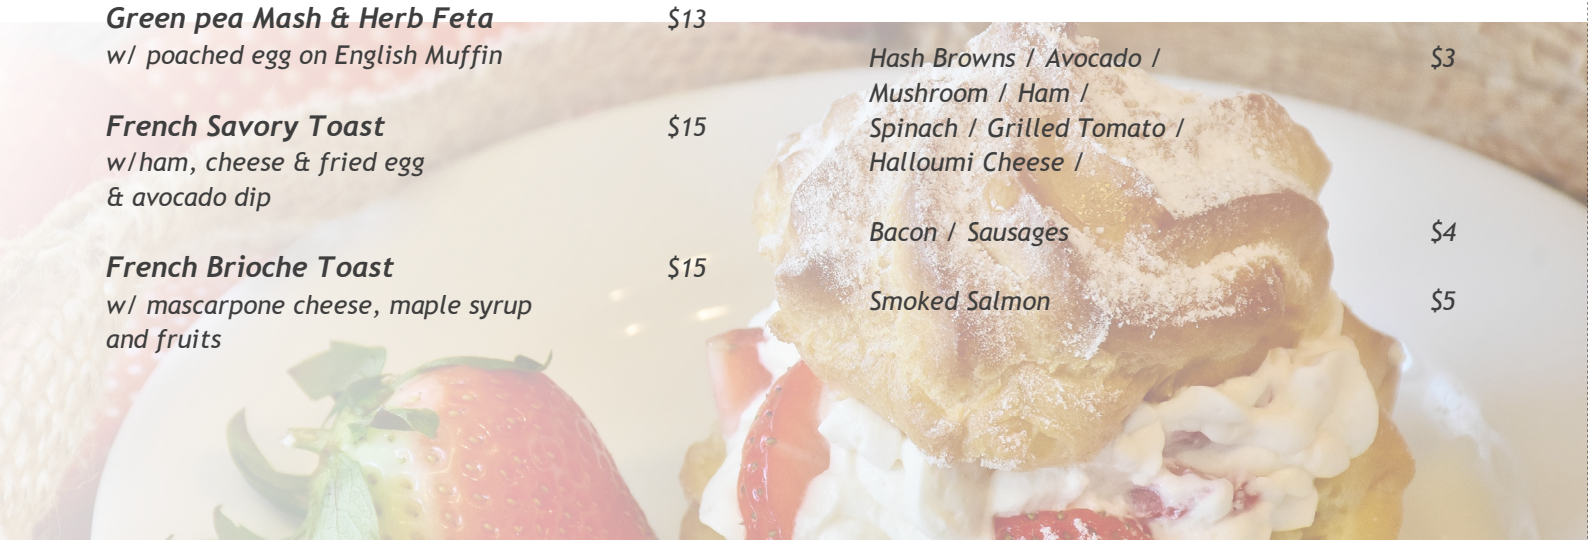 Green pea Mash & Herb Feta $13
w/ poached egg on English Muffin
French Savory Toast $15
w/ham, cheese & fried egg
& avocado dip
French Brioche Toast $15
w/ mascarpone cheese, maple syrup
and fruits
Hash Browns / Avocado / $3
Mushroom / Ham /
Spinach / Grilled Tomato /
Halloumi Cheese /
Bacon / Sausages $4
Smoked Salmon $5